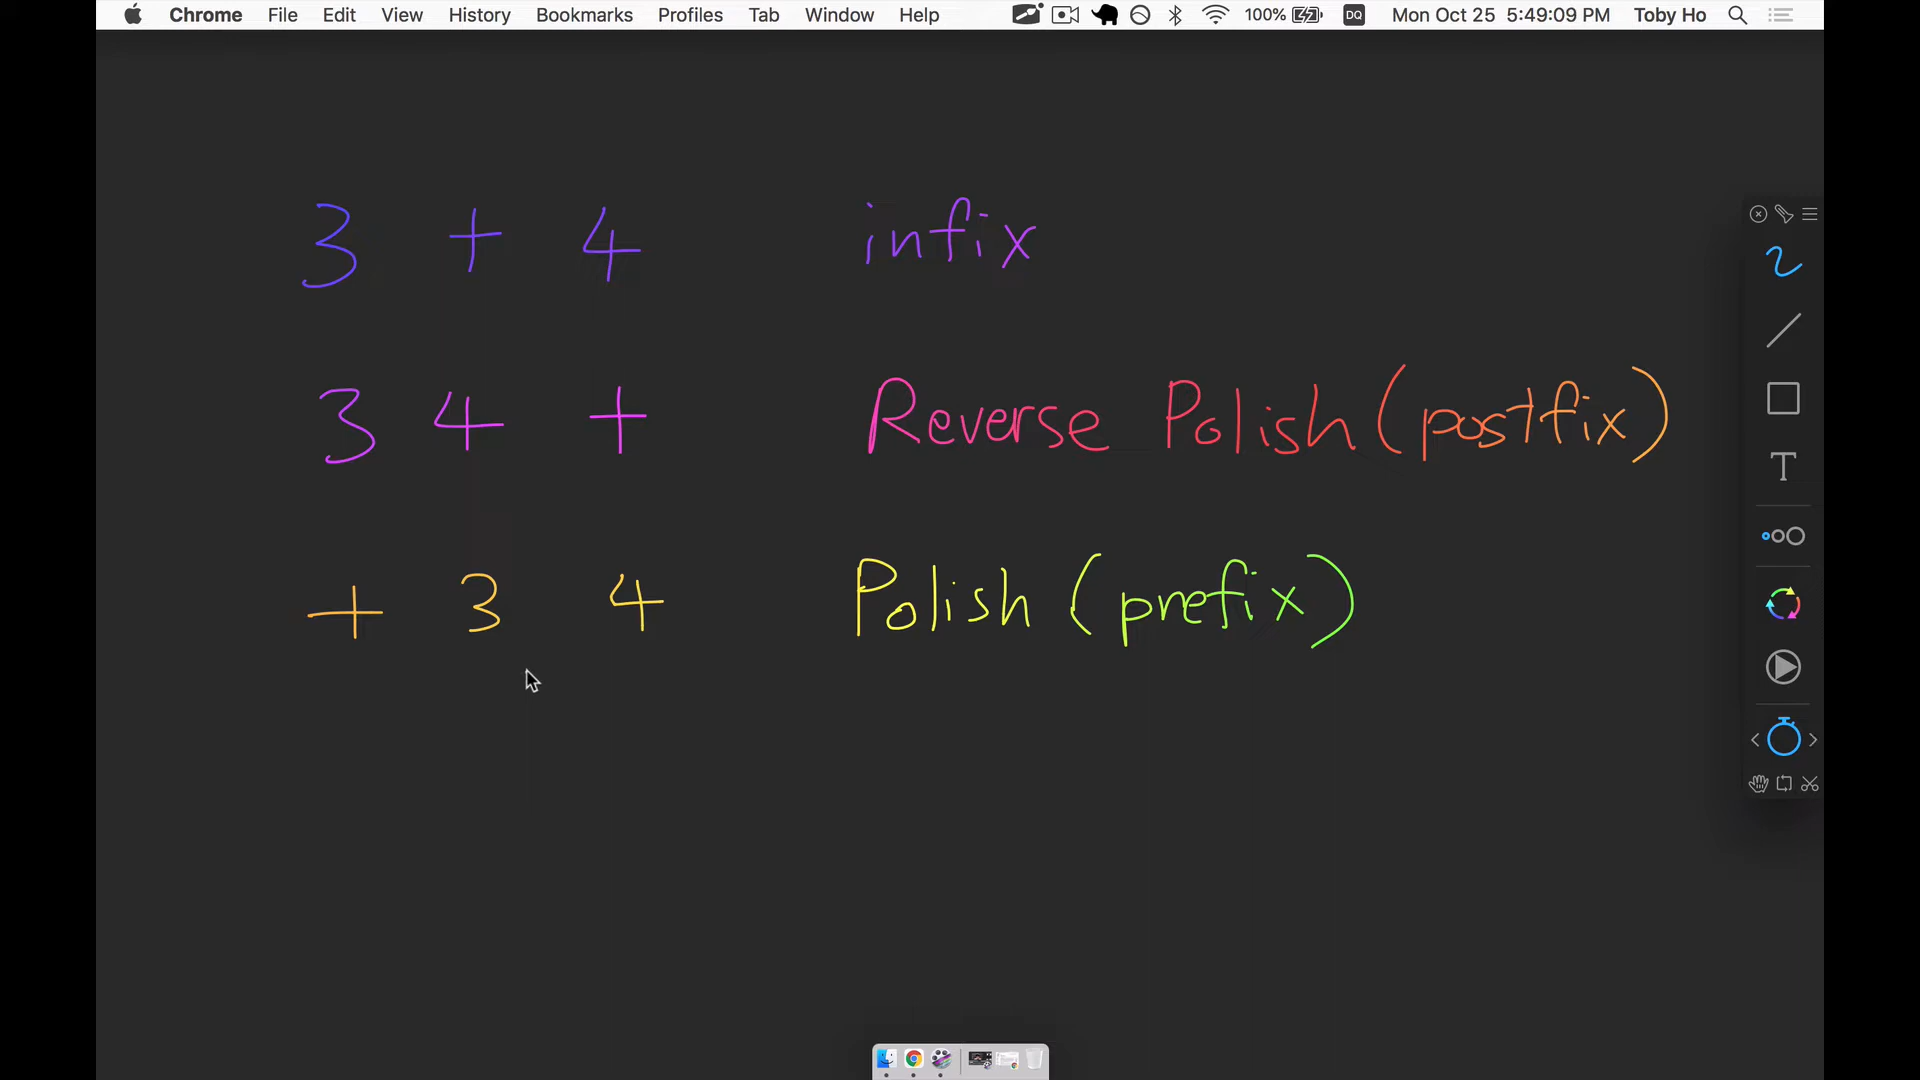 Chrome File Edit View History Bookmarks Profiles Tab Window Help 100% DQ Mon Oct 25 5:49:09 PM Toby Ho
3 + 4 infix
3 4 + Reverse Polish (postfix)
+ 3 4 Polish (prefix)
T